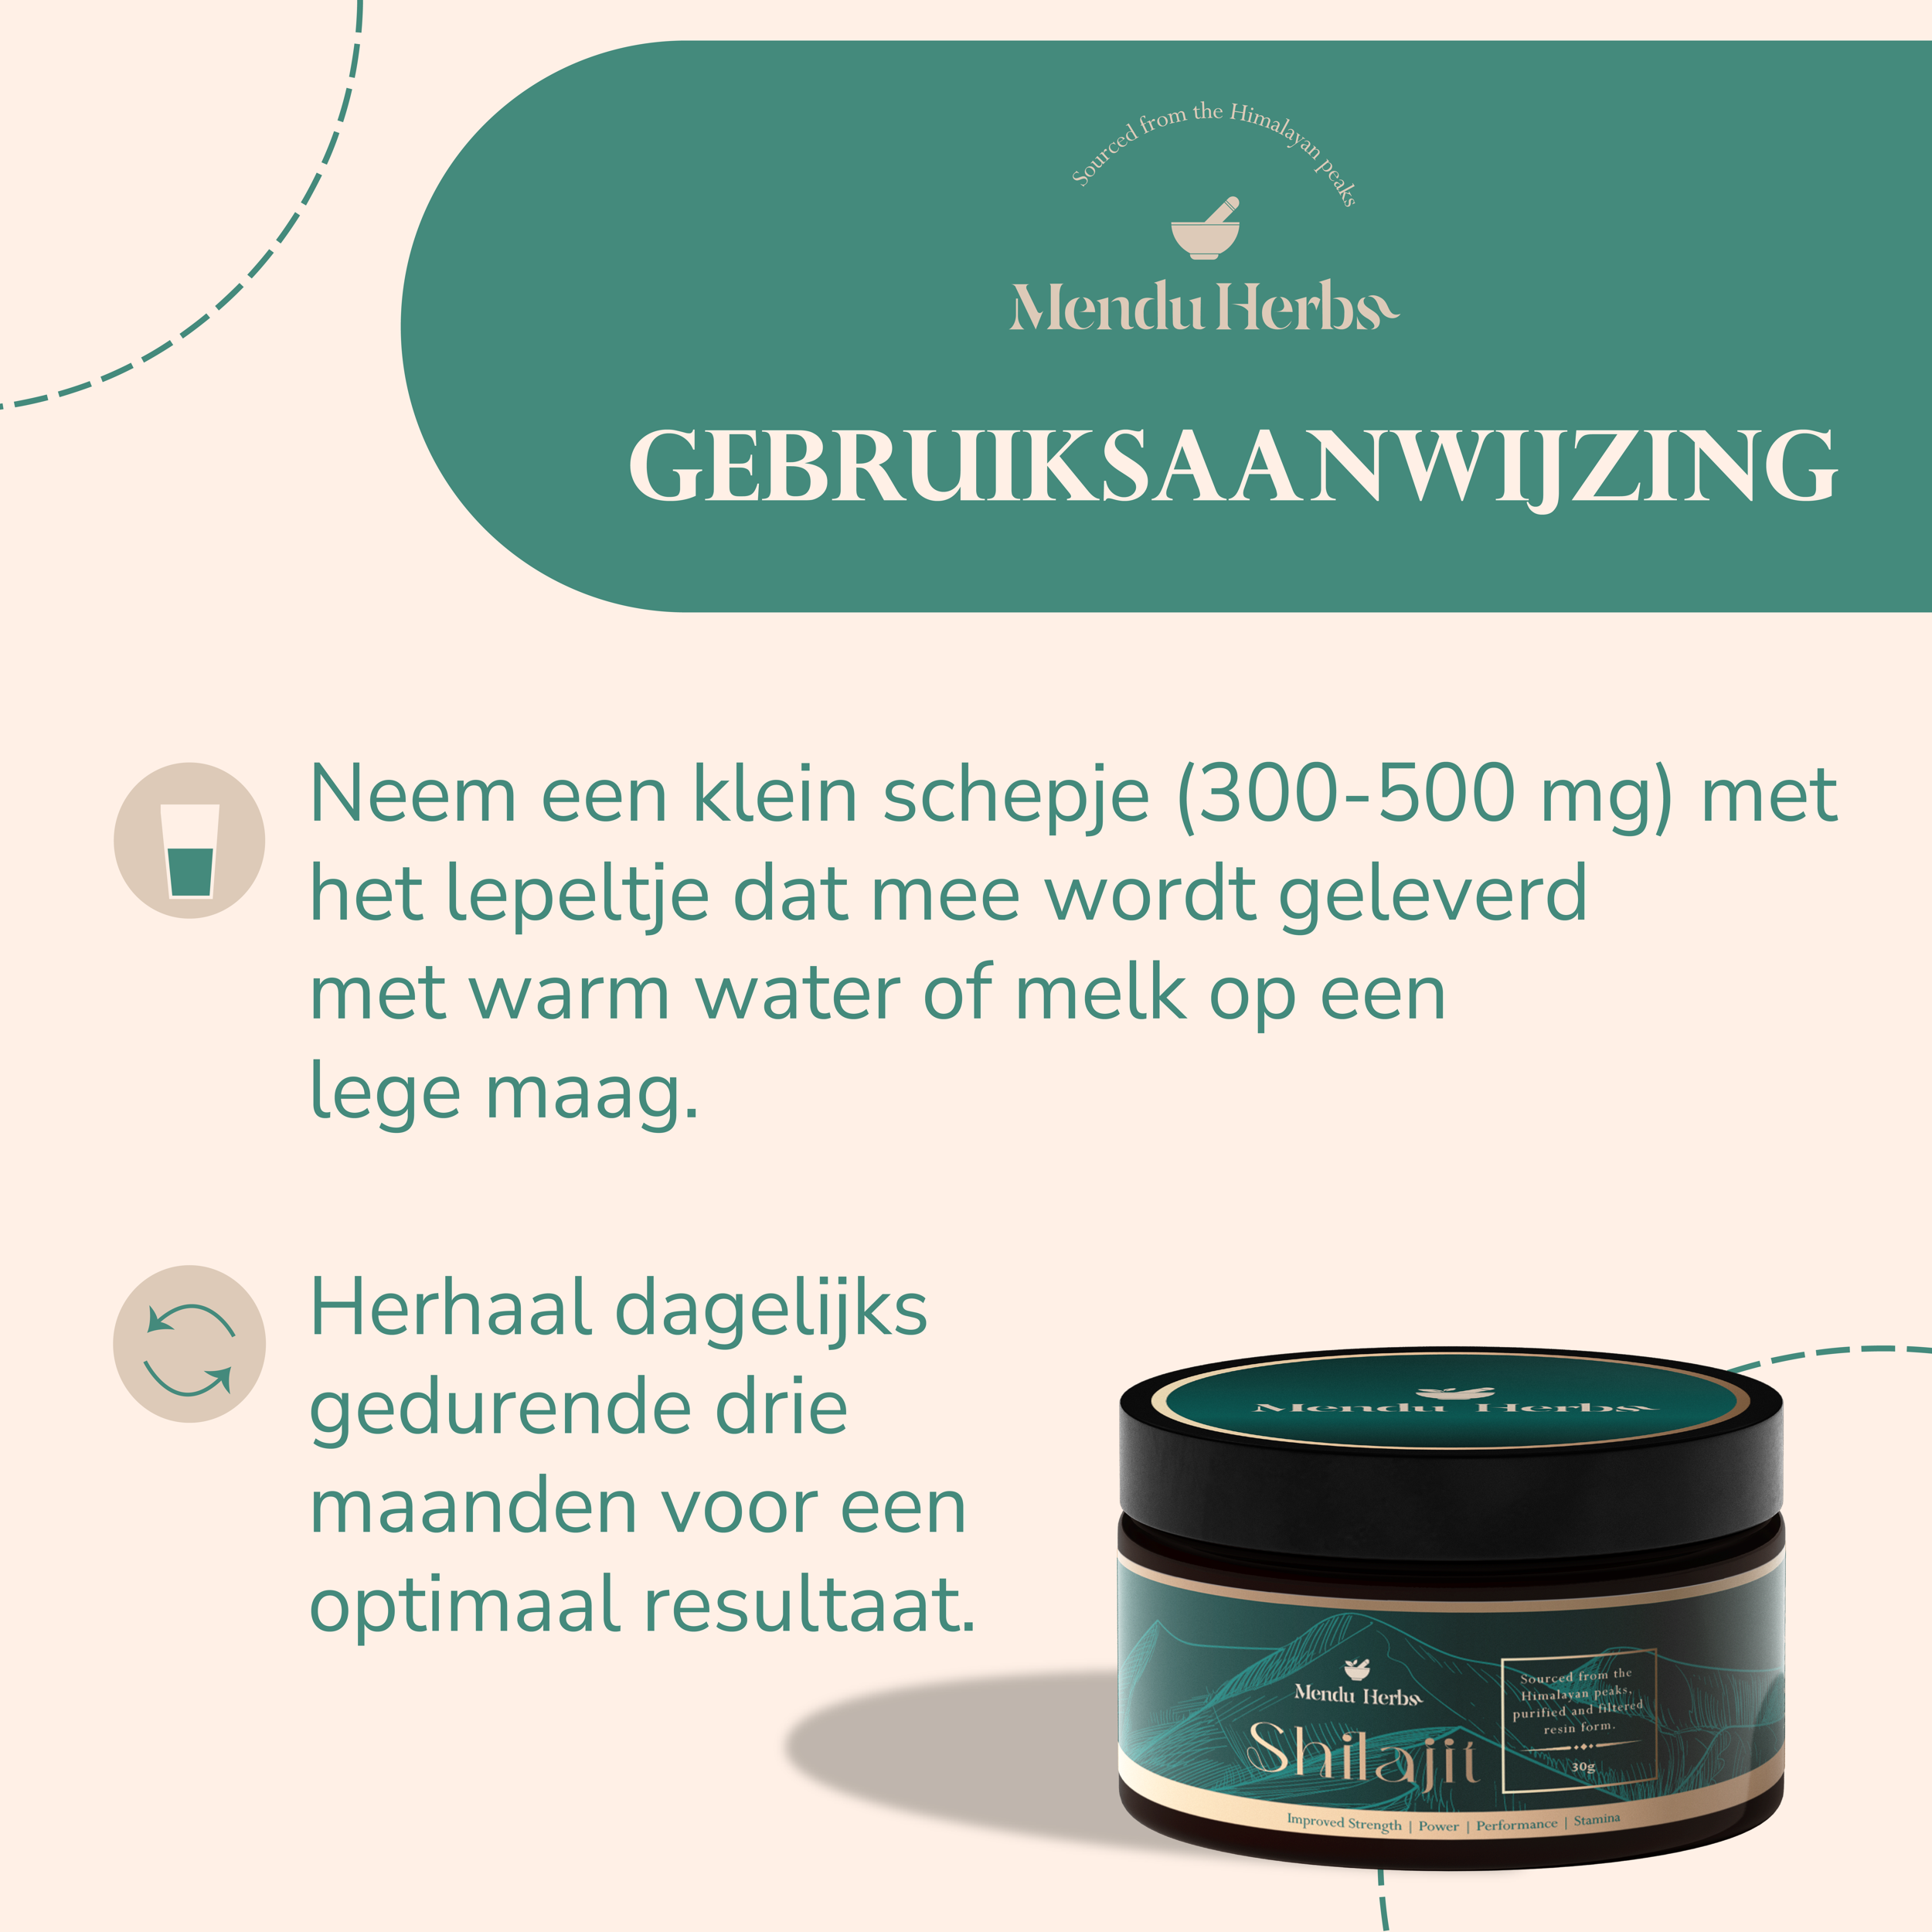 Sourced from the Himalayan peaks
Mendu Herbs
GEBRUIKSAANWIJZING
Neem een klein schepje (300-500 mg) met
het lepeltje dat mee wordt geleverd
met warm water of melk op een
lege maag.
Herhaal dagelijks
gedurende drie
maanden voor een
optimaal resultaat.
Mendu Herbs
Mendu Herbs
Shilajit
Sourced from the
Himalayan peaks,
purified and filtered
resin form.
30g
Improved Strength | Power | Performance | Stamina